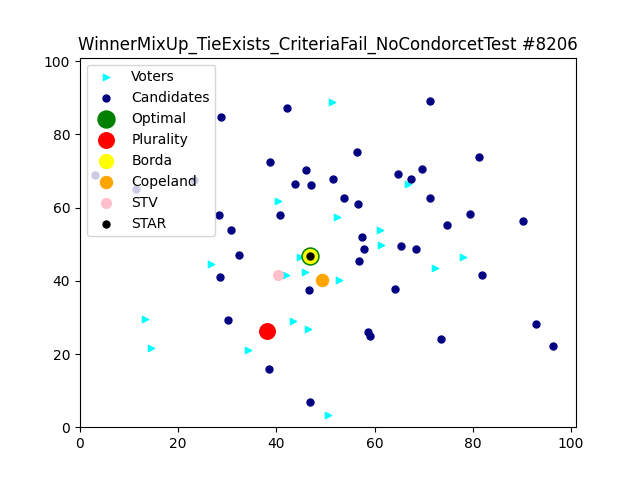 WinnerMixUp_TieExists_CriteriaFail_NoCondorcetTest #8206
100
80
60
40
20
0
Voters
Candidates
Optimal
Plurality
Borda
Copeland
STV
STAR
0 20 40 60 80 100